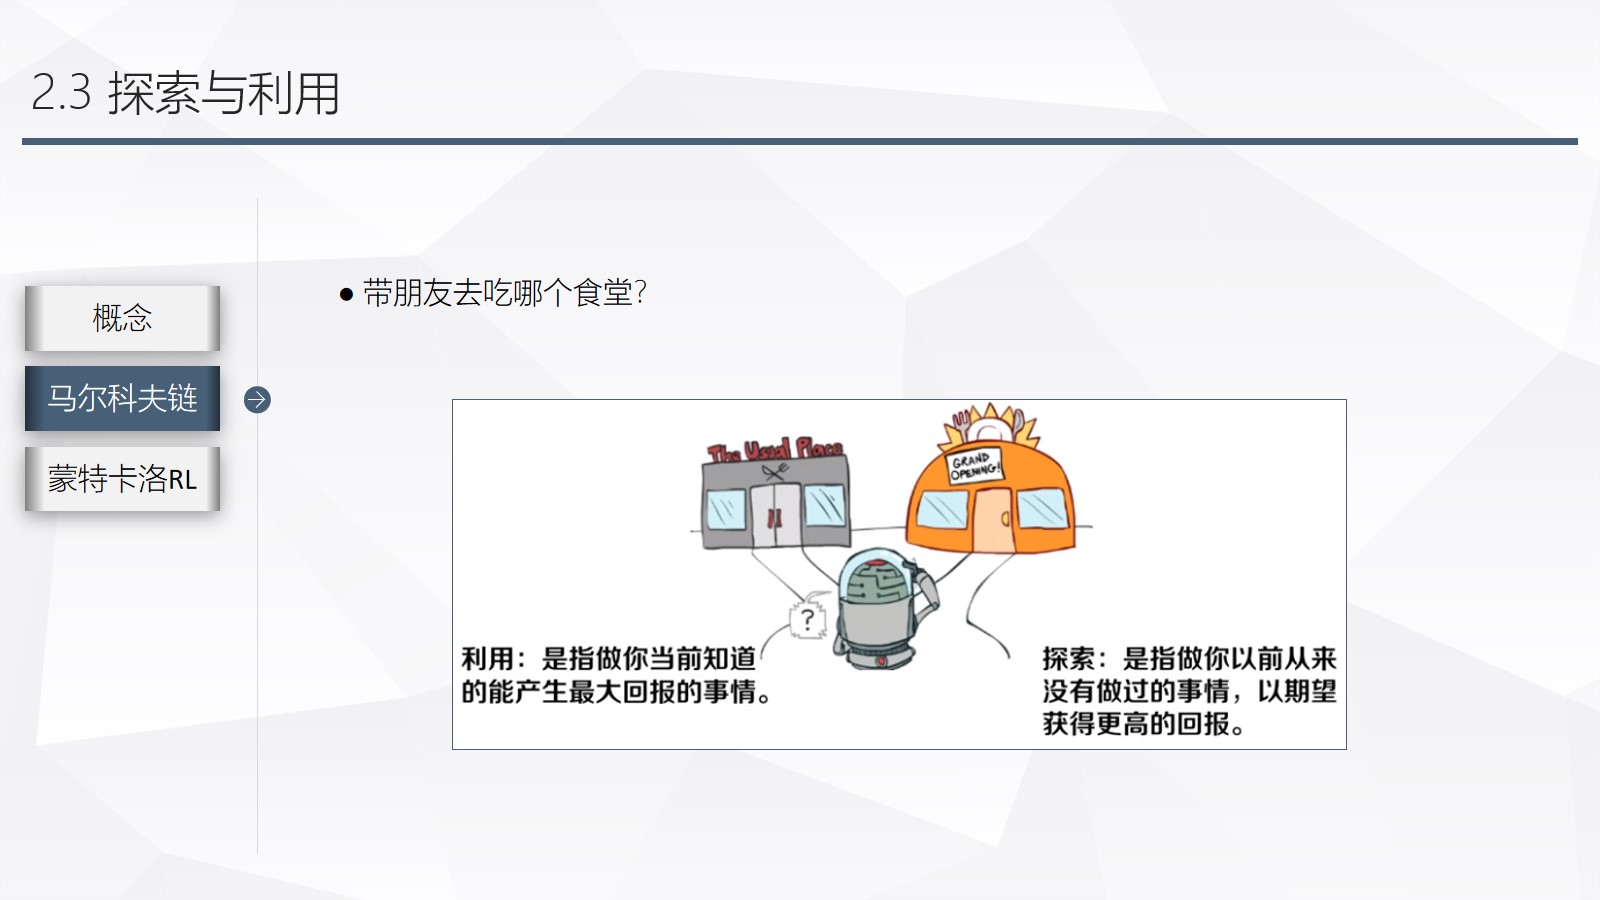 2.3 探索与利用
概念
马尔科夫链
蒙特卡洛RL
● 带朋友去吃哪个食堂?
The Usual Place
GRAND
OPENING!
?
利用：是指做你当前知道
的能产生最大回报的事情。
探索：是指做你以前从来
没有做过的事情，以期望
获得更高的回报。